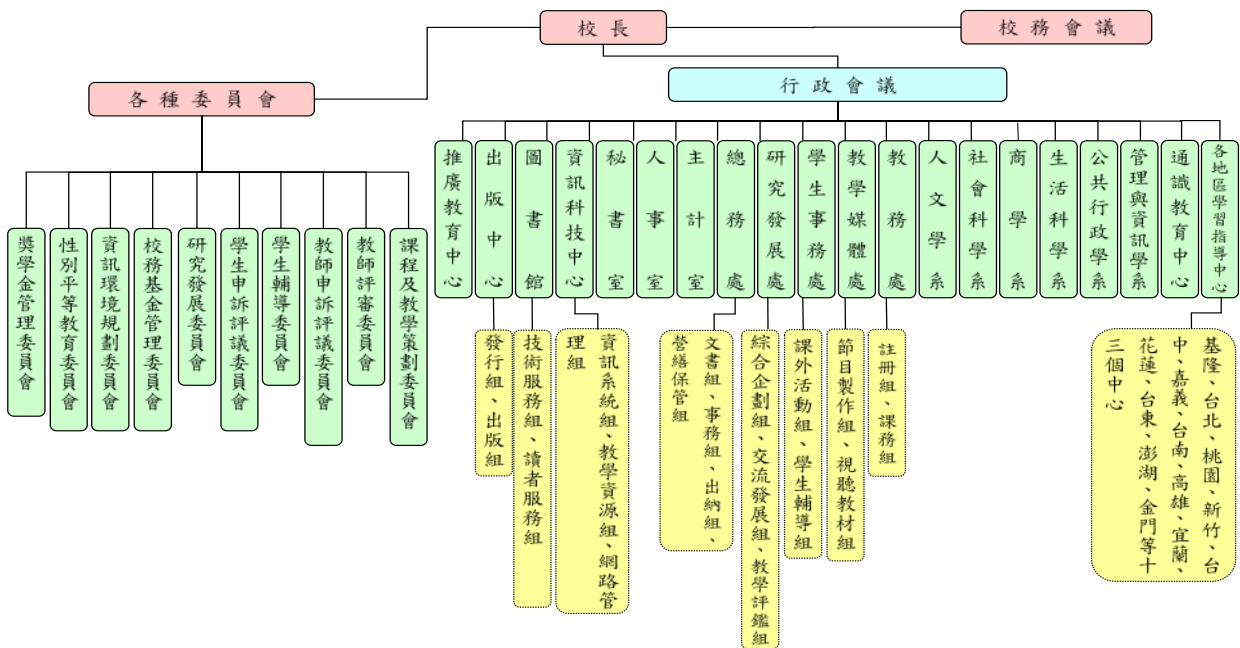 校長
校務會議
行政會議
各種委員會
推廣教育中心
出版中心
圖書館
資訊科技中心
秘書室
人事室
主計室
總務處
研究發展處
學生事務處
教學媒體處
教務處
人文學系
社會科學系
商學系
生活科學系
公共行政學系
管理與資訊學系
通識教育中心
各地區學習指導中心
獎學金管理委員會
性別平等教育委員會
資訊環境規劃委員會
校務基金管理委員會
研究發展委員會
學生申訴評議委員會
學生輔導委員會
教師申訴評議委員會
教師評審委員會
課程及教學策劃委員會
發行組、出版組
技術服務組、讀者服務組
資訊系統組、教學資源組、網路管
理組
文書組、事務組、出納組、
營繕保管組
綜合企劃組、交流發展組、教學評鑑組
課外活動組、學生輔導組
節目製作組、視聽教材組
註冊組、課務組
基隆、台北、桃園、新竹、台
中、嘉義、台南、高雄、宜蘭、
花蓮、台東、澎湖、金門等十
三個中心